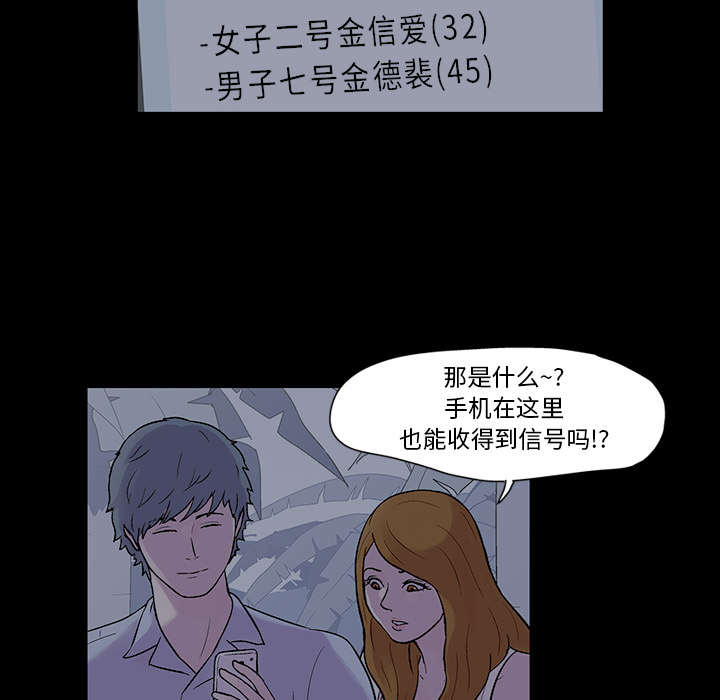 -女子二号金信爱(32)
-男子七号金德裴(45)
那是什么~?
手机在这里
也能收得到信号吗!?